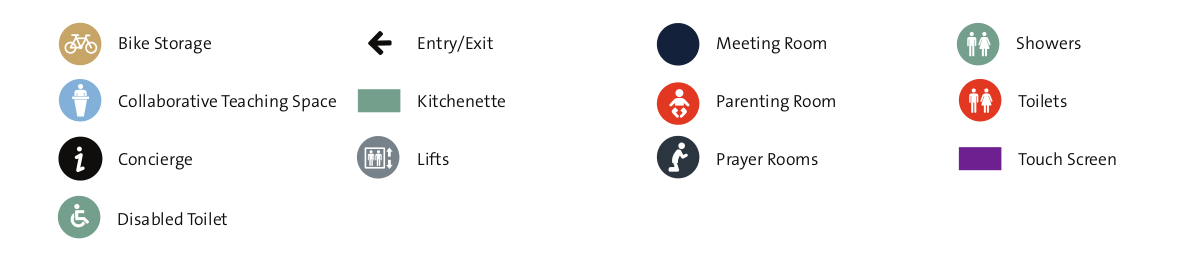 Bike Storage
Collaborative Teaching Space
Concierge
Disabled Toilet
Entry/Exit
Kitchenette
Lifts
Meeting Room
Parenting Room
Prayer Rooms
Showers
Toilets
Touch Screen